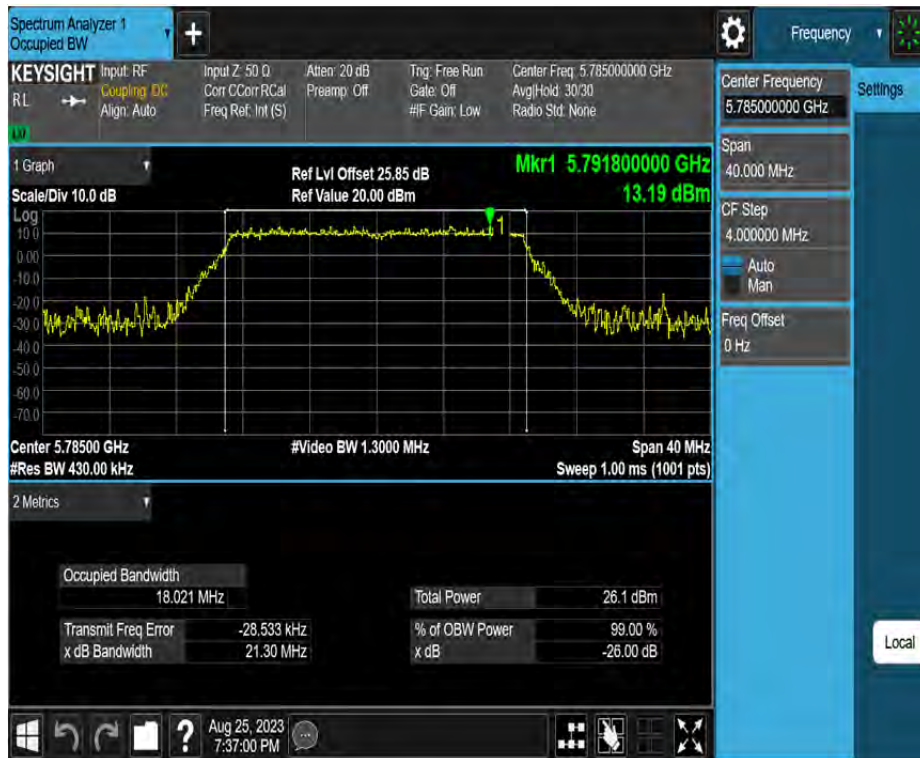 Spectrum Analyzer 1
Occupied BW
Frequency
KEYSIGHT
RL
Input: RF
Coupling: DC
Align: Auto
Input Z: 50 Ω
Corr CCorr RCal
Freq Ref: Int (S)
Atten: 20 dB
Preamp: Off
Trig: Free Run
Gate: Off
#IF Gain: Low
Center Freq: 5.785000000 GHz
Avg|Hold: 30/30
Radio Std: None
Center Frequency
5.785000000 GHz
Settings
Span
40.000 MHz
CF Step
4.000000 MHz
Auto
Man
Freq Offset
0 Hz
1 Graph
Scale/Div 10.0 dB
Ref Lvl Offset 25.85 dB
Ref Value 20.00 dBm
Mkr1 5.791800000 GHz
13.19 dBm
Log
10.0
0.00
-10.0
-20.0
-30.0
-40.0
-50.0
-60.0
-70.0
1
Center 5.78500 GHz
#Video BW 1.3000 MHz
Span 40 MHz
#Res BW 430.00 kHz
Sweep 1.00 ms (1001 pts)
2 Metrics
Occupied Bandwidth
18.021 MHz
Total Power 26.1 dBm
Transmit Freq Error -28.533 kHz
% of OBW Power 99.00 %
x dB Bandwidth 21.30 MHz
x dB -26.00 dB
Local
?
Aug 25, 2023
7:37:00 PM